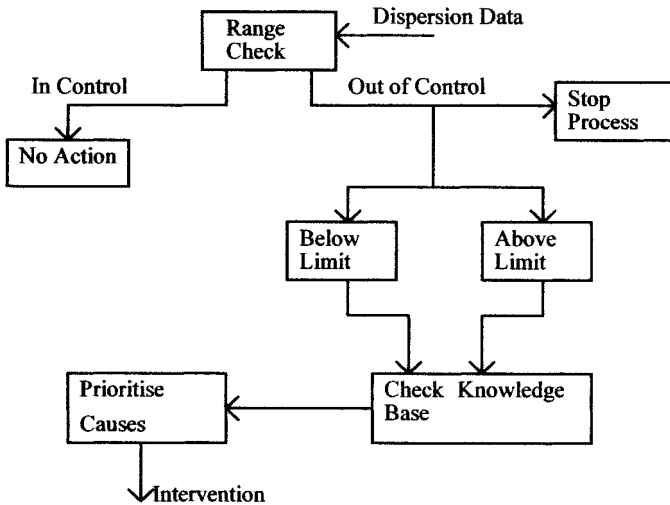 Dispersion Data
Range
Check
In Control
Out of Control
Stop
Process
No Action
Below
Limit
Above
Limit
Prioritise
Causes
Check Knowledge
Base
Intervention